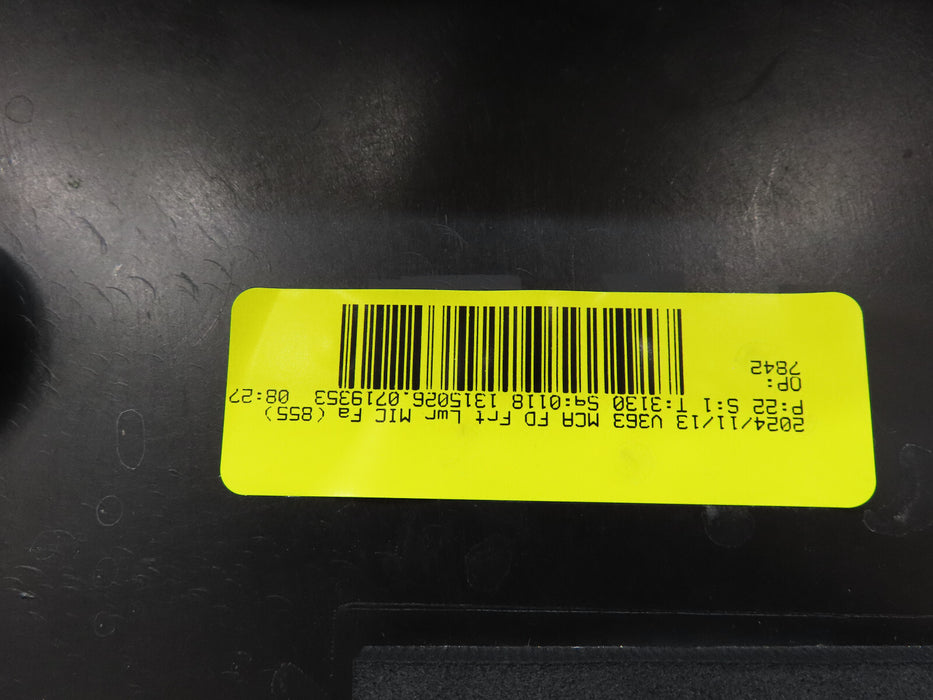 2024/11/13 V363 MCA FD Frt Lwr MIC Fa (855)
P:22 S:1 T:3130 Sq:0118 1315026.0719353 08:27
OP:
7842